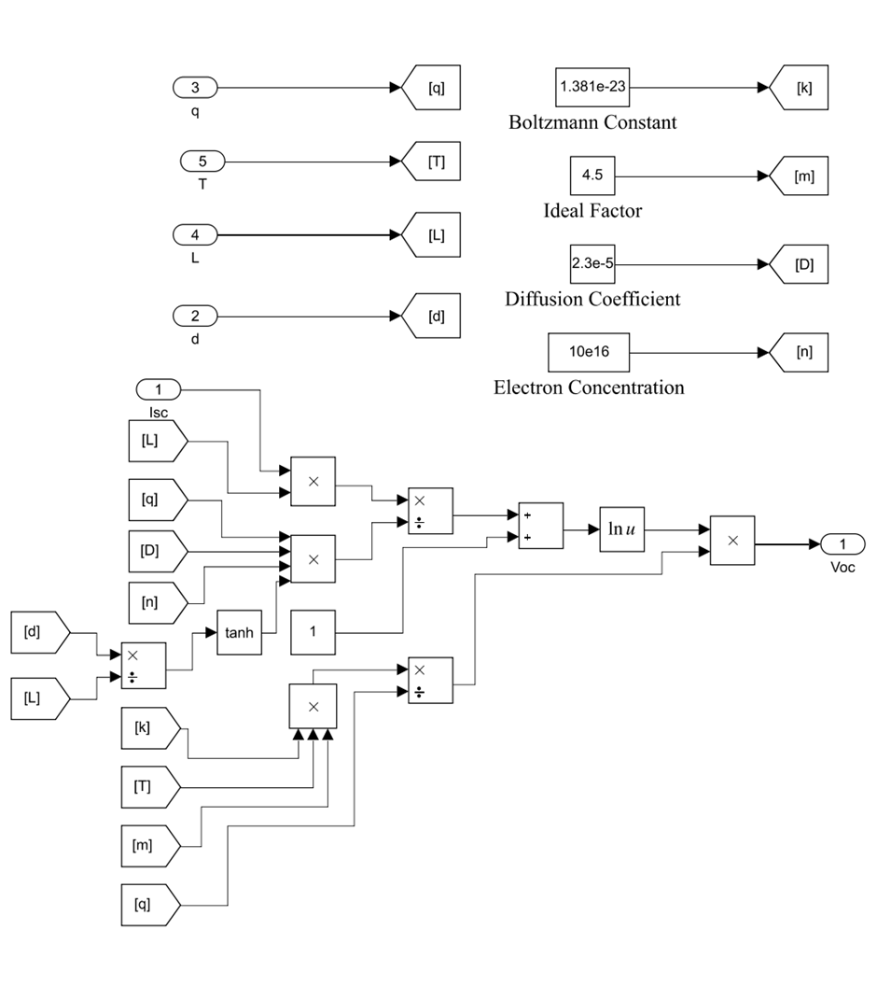 3
[q]
q
1.381e-23
[k]
Boltzmann Constant
5
[T]
T
4.5
[m]
Ideal Factor
4
[L]
L
2.3e-5
[D]
Diffusion Coefficient
2
[d]
d
10e16
[n]
Electron Concentration
1
Isc
[L]
×
[q]
× ÷
+ +
ln u
×
1
Voc
[D]
×
[n]
[d]
× ÷
tanh
1
[L]
× ÷
×
[k]
[T]
[m]
[q]